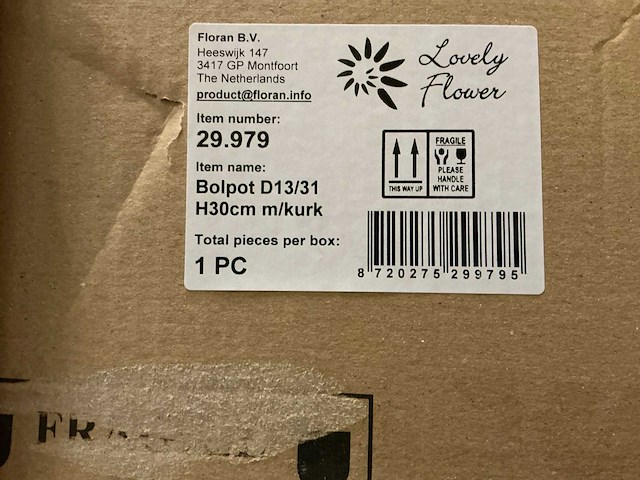 Floran B.V.
Heeswijk 147
3417 GP Montfoort
The Netherlands
product@floran.info
Item number:
29.979
Item name:
Bolpot D13/31
H30cm m/kurk
Total pieces per box:
1 PC
Lovely
Flower
THIS WAY UP
FRAGILE
PLEASE
HANDLE
WITH CARE
8 720275 299795